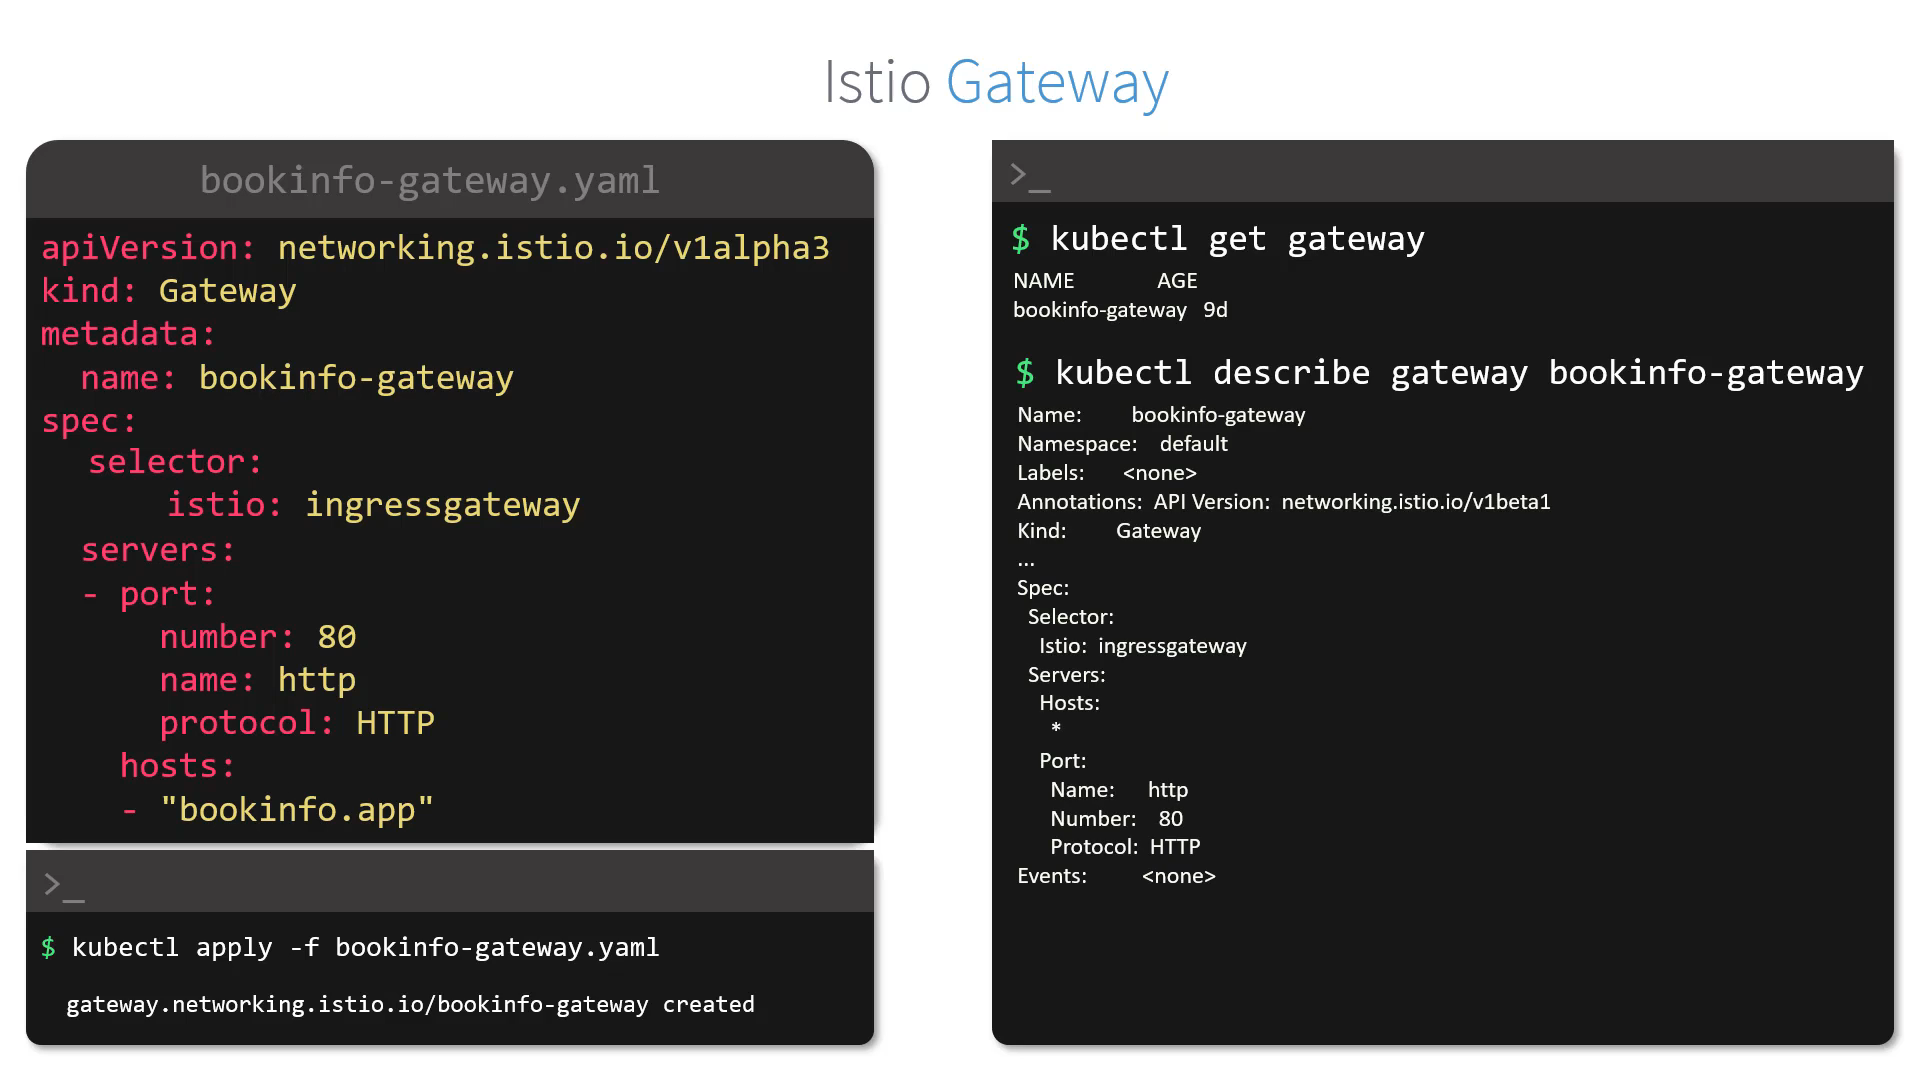 Istio Gateway
bookinfo-gateway.yaml
apiVersion: networking.istio.io/v1alpha3
kind: Gateway
metadata:
  name: bookinfo-gateway
spec:
  selector:
      istio: ingressgateway
  servers:
  - port:
      number: 80
      name: http
      protocol: HTTP
    hosts:
    - "bookinfo.app"
>_
$ kubectl apply -f bookinfo-gateway.yaml
gateway.networking.istio.io/bookinfo-gateway created
>_
$ kubectl get gateway
NAME AGE
bookinfo-gateway 9d
$ kubectl describe gateway bookinfo-gateway
Name: bookinfo-gateway
Namespace: default
Labels: <none>
Annotations: API Version: networking.istio.io/v1beta1
Kind: Gateway
...
Spec:
  Selector:
    Istio: ingressgateway
  Servers:
    Hosts:
      *
    Port:
      Name: http
      Number: 80
      Protocol: HTTP
Events: <none>